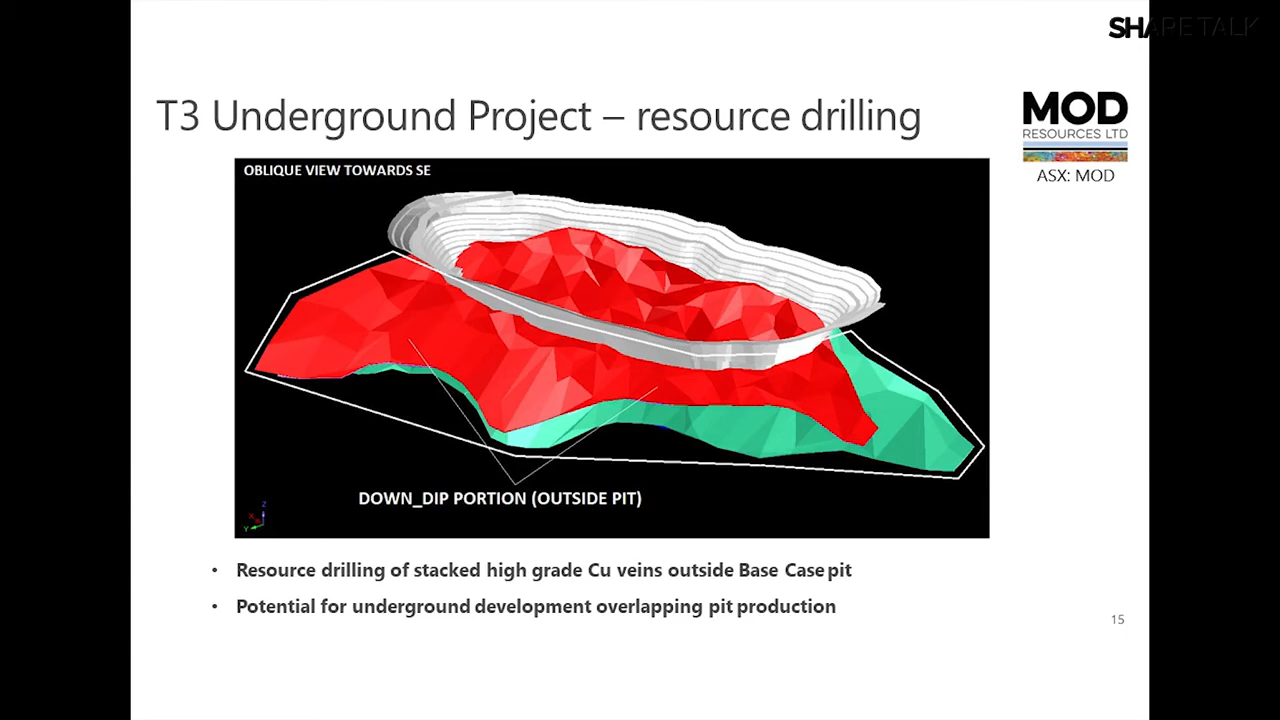 SHAPETALK
T3 Underground Project – resource drilling
MOD
RESOURCES LTD
ASX: MOD
OBLIQUE VIEW TOWARDS SE
DOWN_DIP PORTION (OUTSIDE PIT)
Z
X
Y
• Resource drilling of stacked high grade Cu veins outside Base Case pit
• Potential for underground development overlapping pit production
15